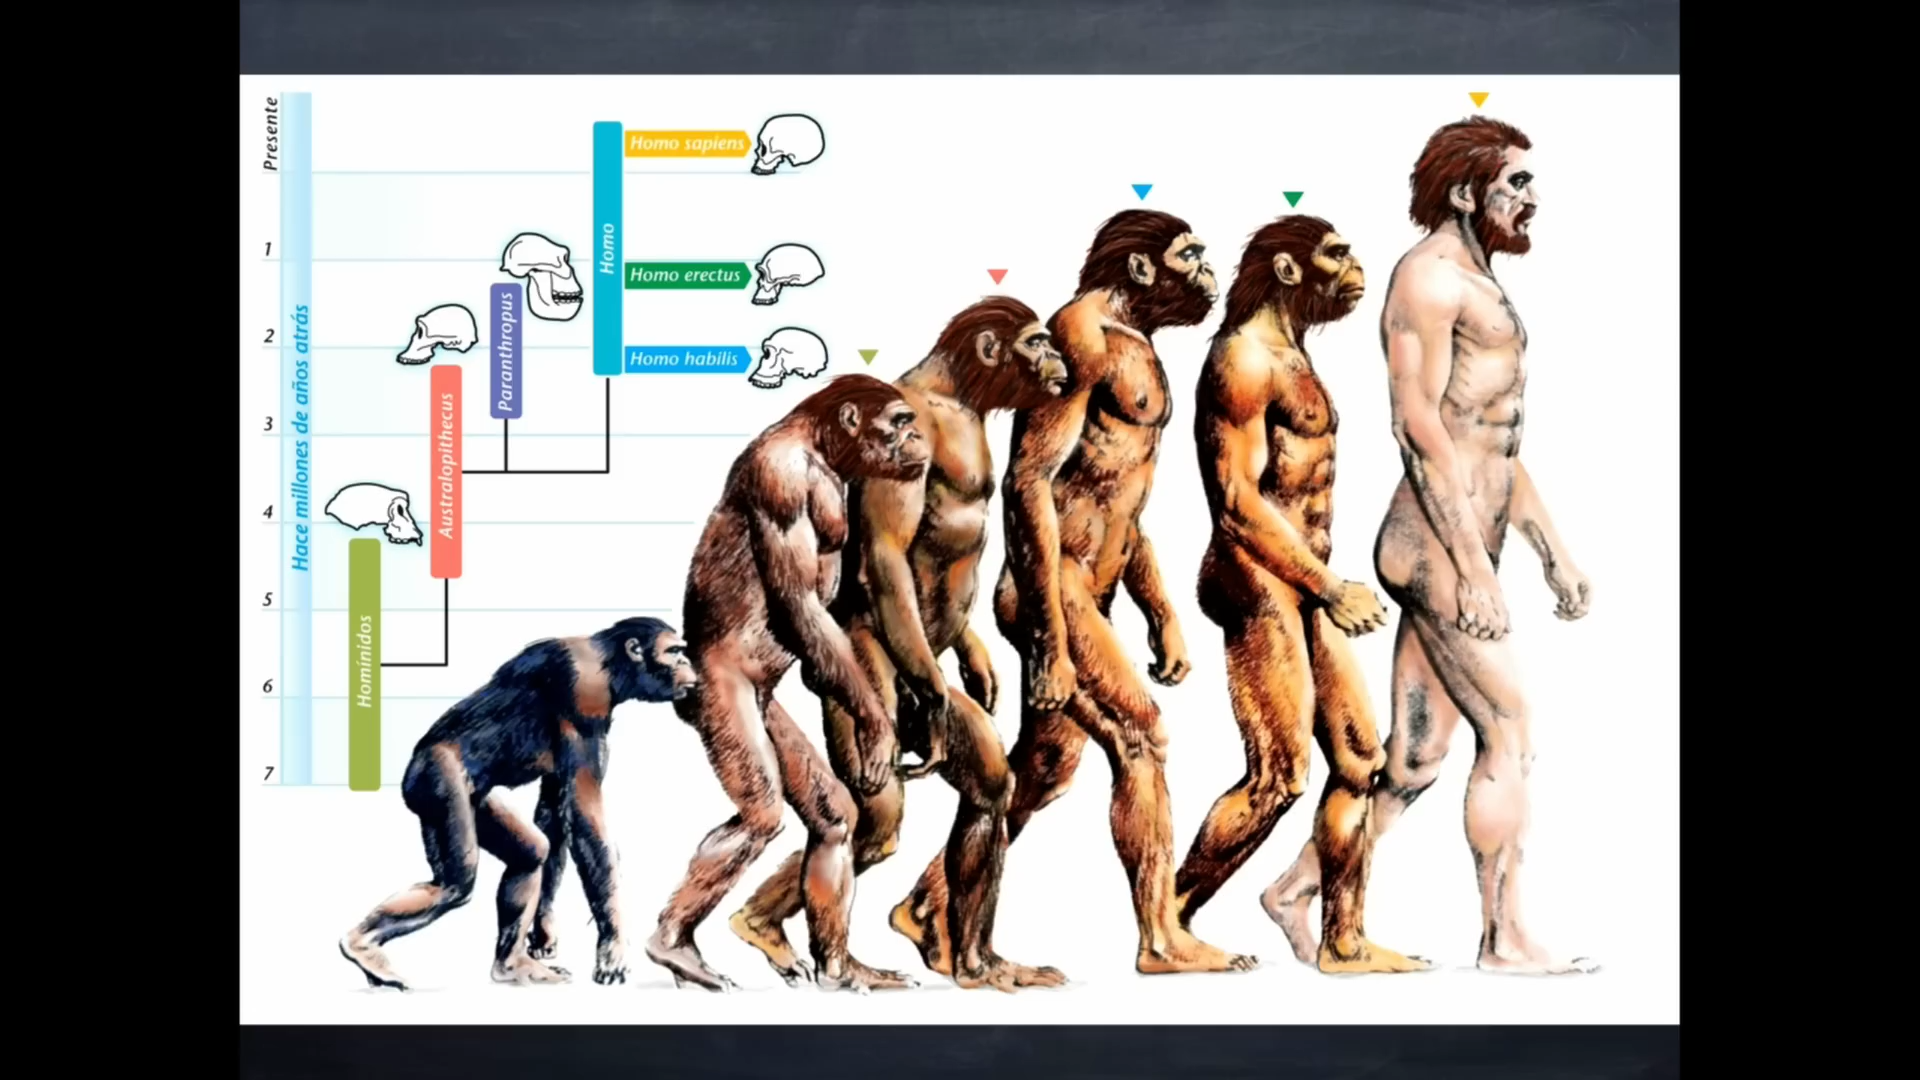 Presente
1
2
3
4
5
6
7
Hace millones de años atrás
Homínidos
Australopithecus
Paranthropus
Homo
Homo sapiens
Homo erectus
Homo habilis